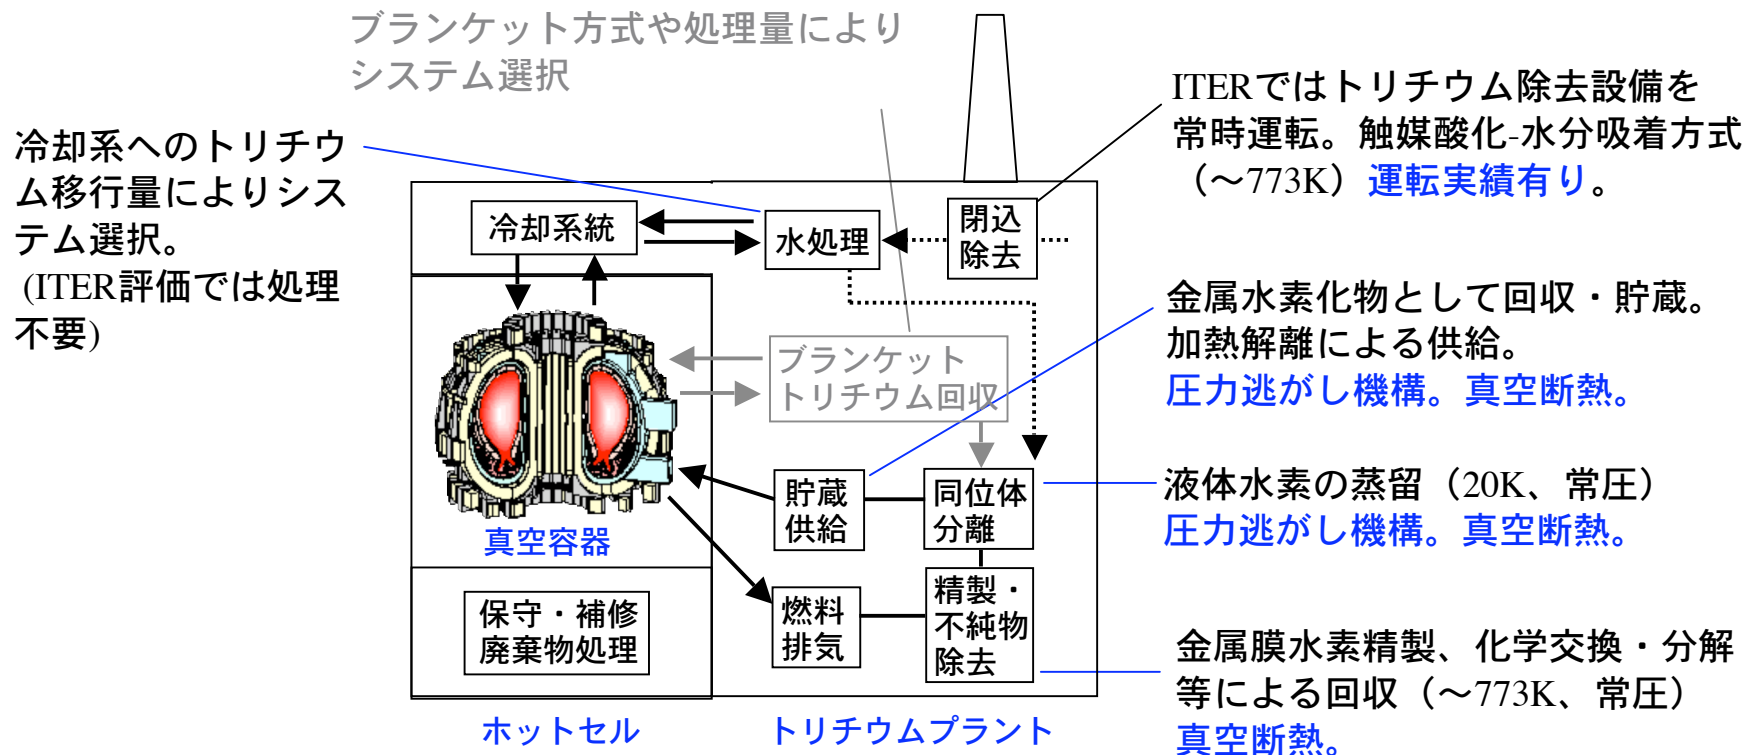 ブランケット方式や処理量により
システム選択
冷却系へのトリチウ
ム移行量によりシス
テム選択。
(ITER評価では処理
不要)
ITERではトリチウム除去設備を
常時運転。触媒酸化-水分吸着方式
（～773K）運転実績有り。
冷却系統
水処理
閉込
除去
金属水素化物として回収・貯蔵。
加熱解離による供給。
圧力逃がし機構。真空断熱。
ブランケット
トリチウム回収
貯蔵
供給
同位体
分離
液体水素の蒸留（20K、常圧）
圧力逃がし機構。真空断熱。
真空容器
保守・補修
廃棄物処理
燃料
排気
精製・
不純物
除去
金属膜水素精製、化学交換・分解
等による回収（～773K、常圧）
真空断熱。
ホットセル
トリチウムプラント